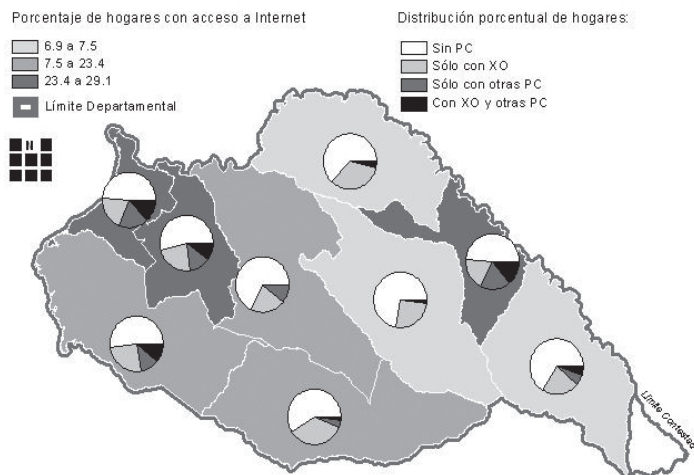 Porcentaje de hogares con acceso a Internet
6.9 a 7.5
7.5 a 23.4
23.4 a 29.1
Límite Departamental
N
Distribución porcentual de hogares:
Sin PC
Sólo con XO
Sólo con otras PC
Con XO y otras PC
Límite Contestado